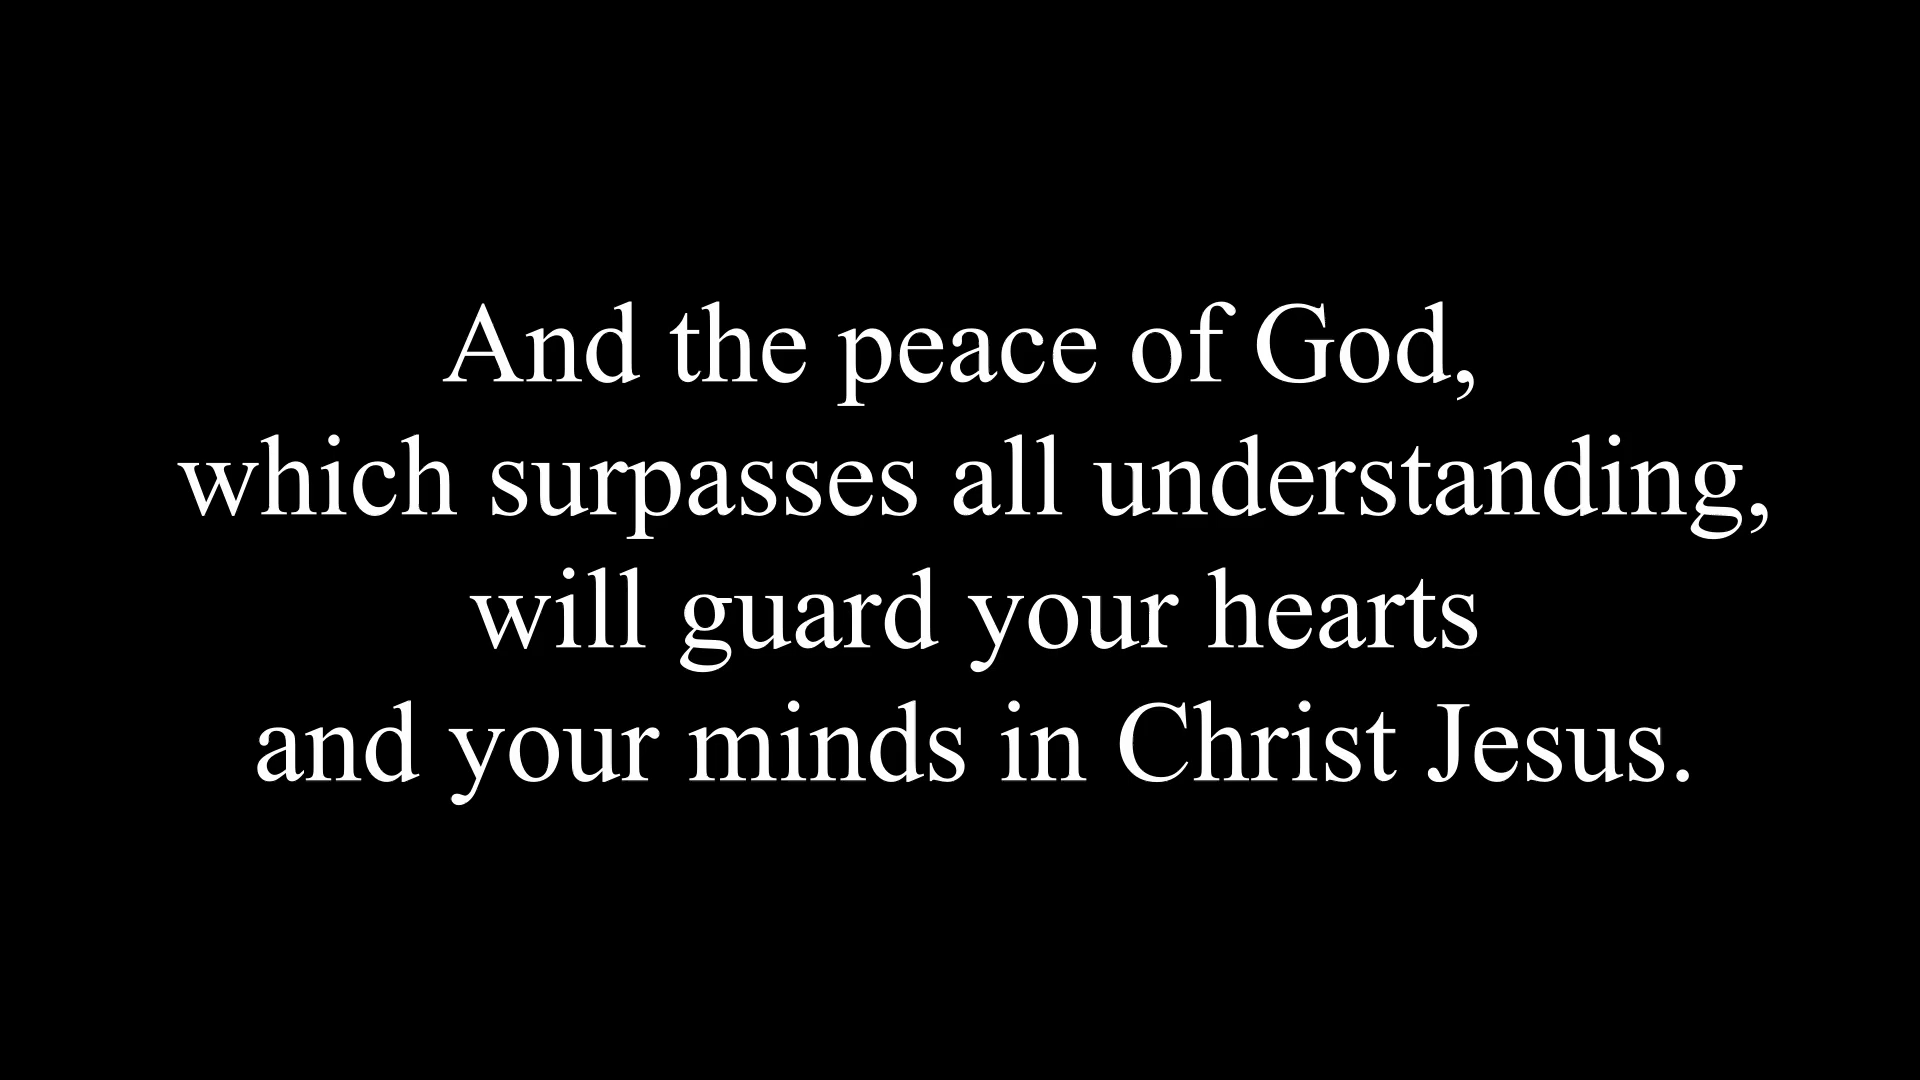 And the peace of God,
which surpasses all understanding,
will guard your hearts
and your minds in Christ Jesus.